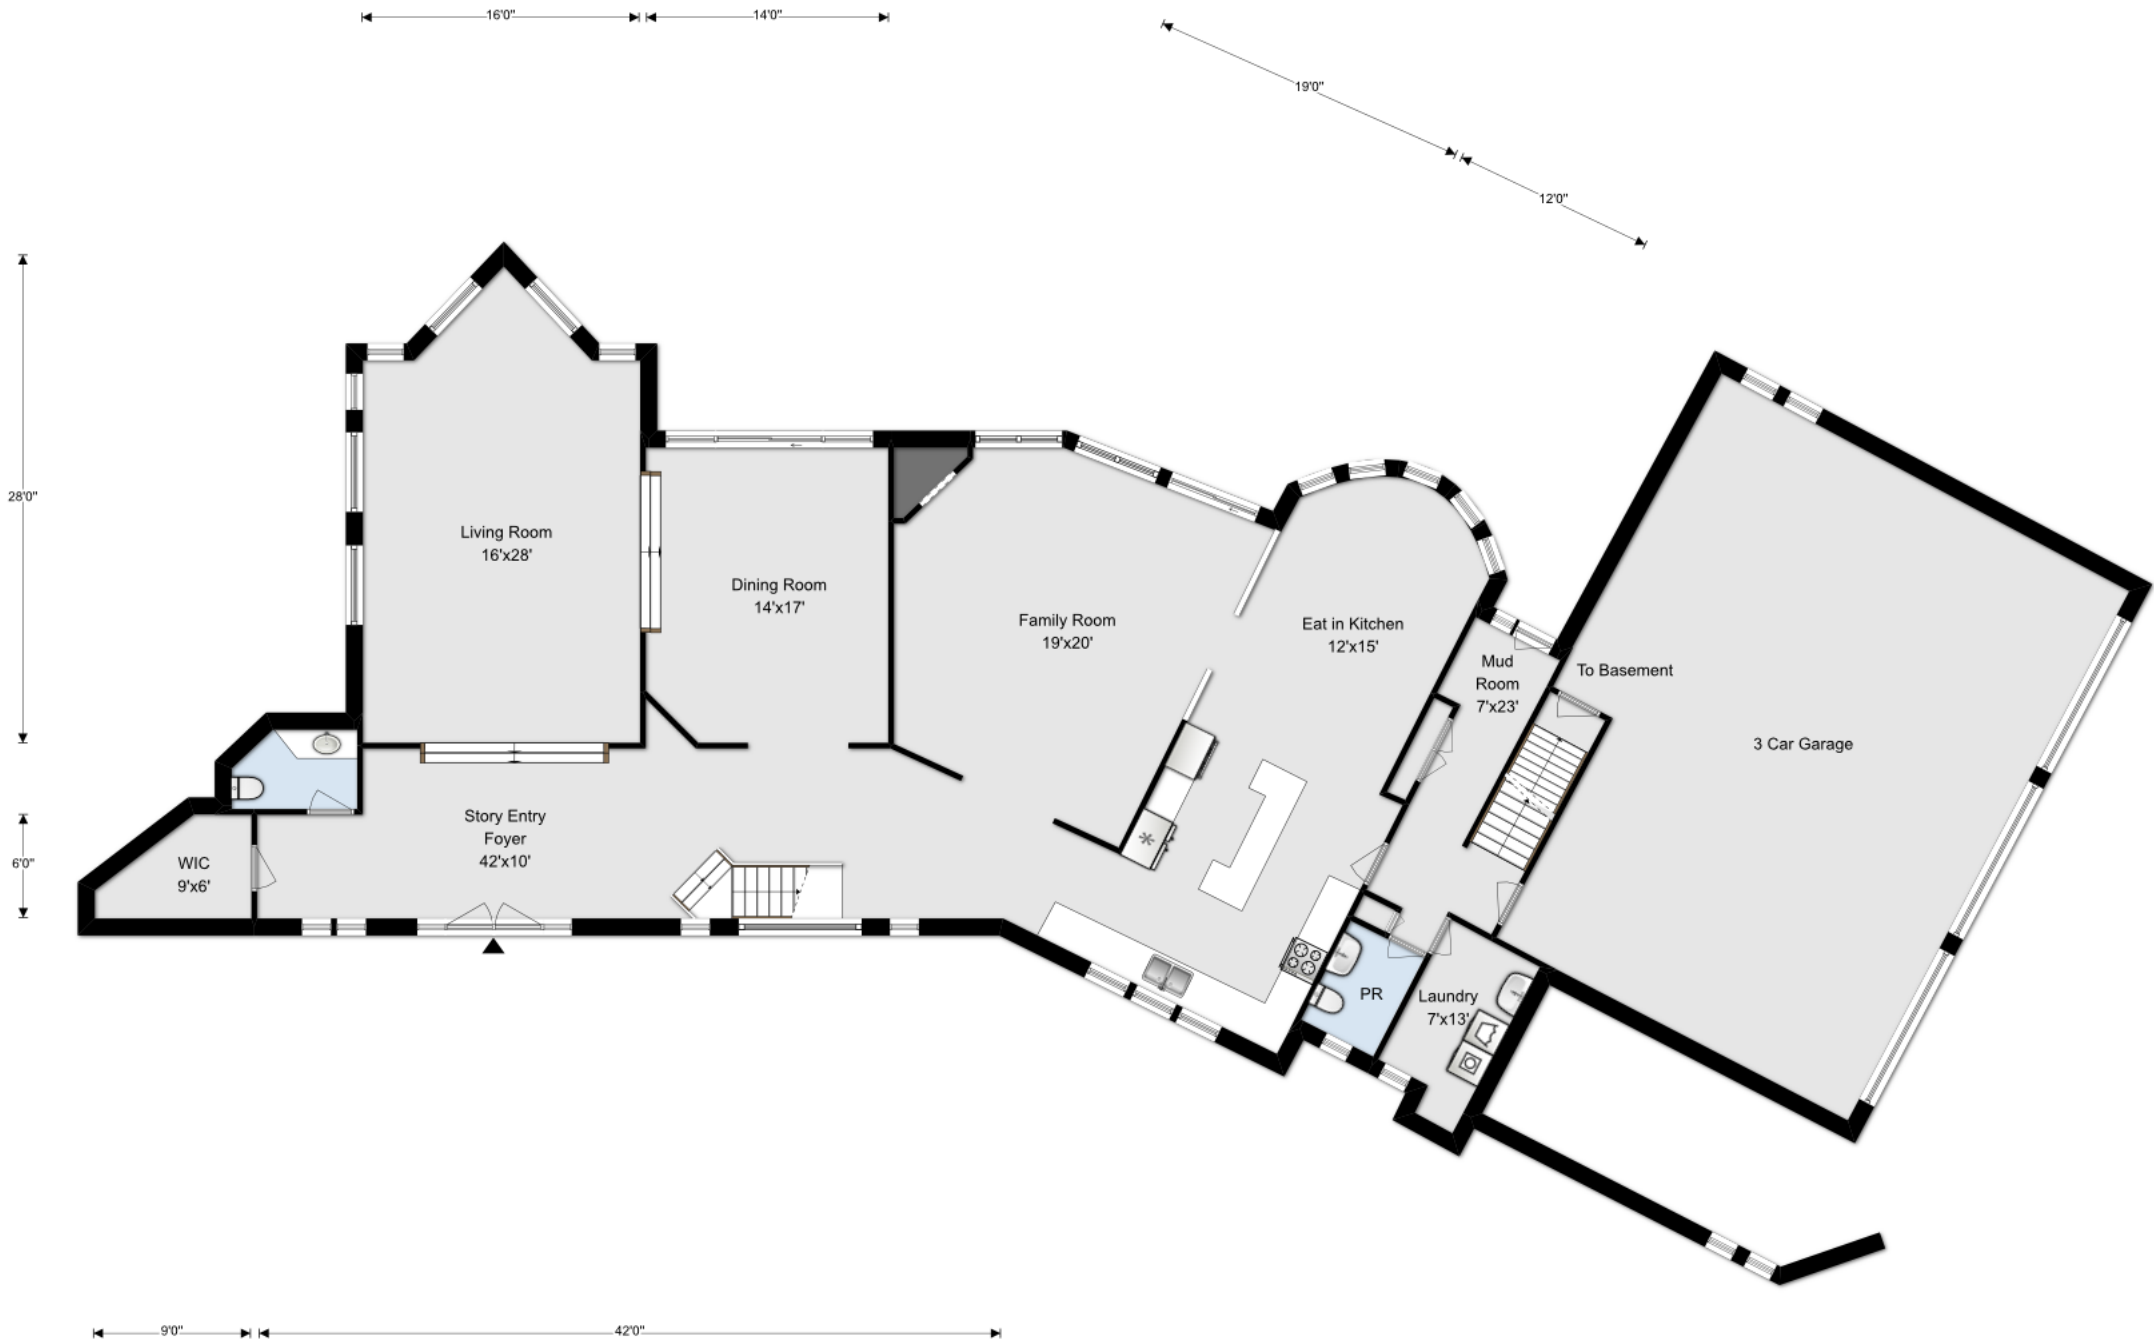 16'0"
14'0"
19'0"
12'0"
28'0"
Living Room
16'x28'
Dining Room
14'x17'
Family Room
19'x20'
Eat in Kitchen
12'x15'
Mud
Room
7'x23'
To Basement
3 Car Garage
Story Entry
Foyer
42'x10'
6'0"
WIC
9'x6'
PR
Laundry
7'x13'
9'0"
42'0"